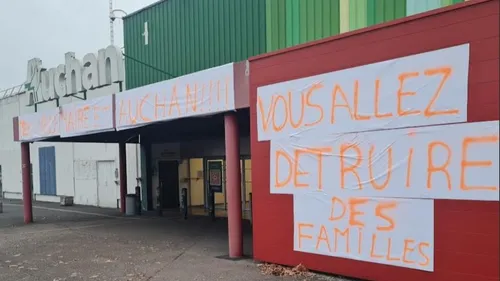 Auchan
AUCHAN!!!!
VOUS ALLEZ
DETRUIRE
DES
FAMILLES